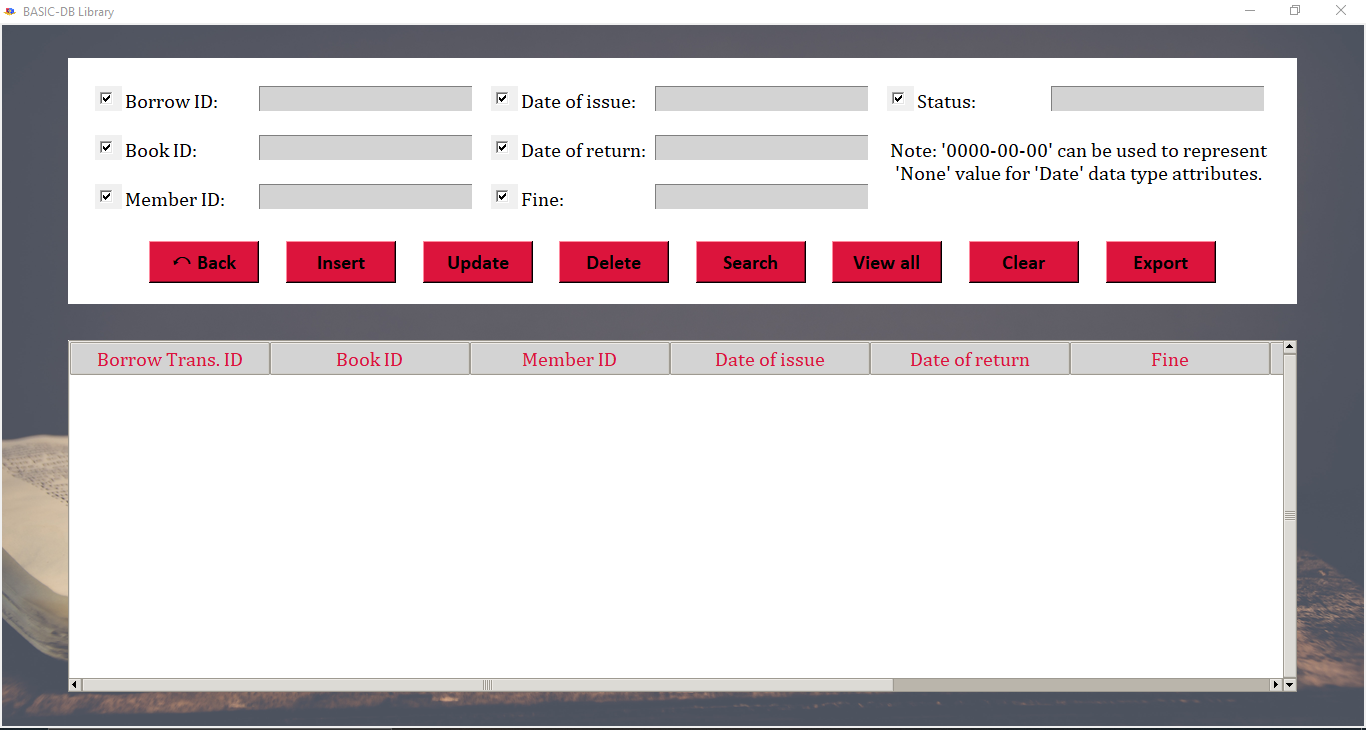 BASIC-DB Library
Borrow ID:
Date of issue:
Status:
Book ID:
Date of return:
Note: '0000-00-00' can be used to represent
'None' value for 'Date' data type attributes.
Member ID:
Fine:
Back
Insert
Update
Delete
Search
View all
Clear
Export
Borrow Trans. ID
Book ID
Member ID
Date of issue
Date of return
Fine